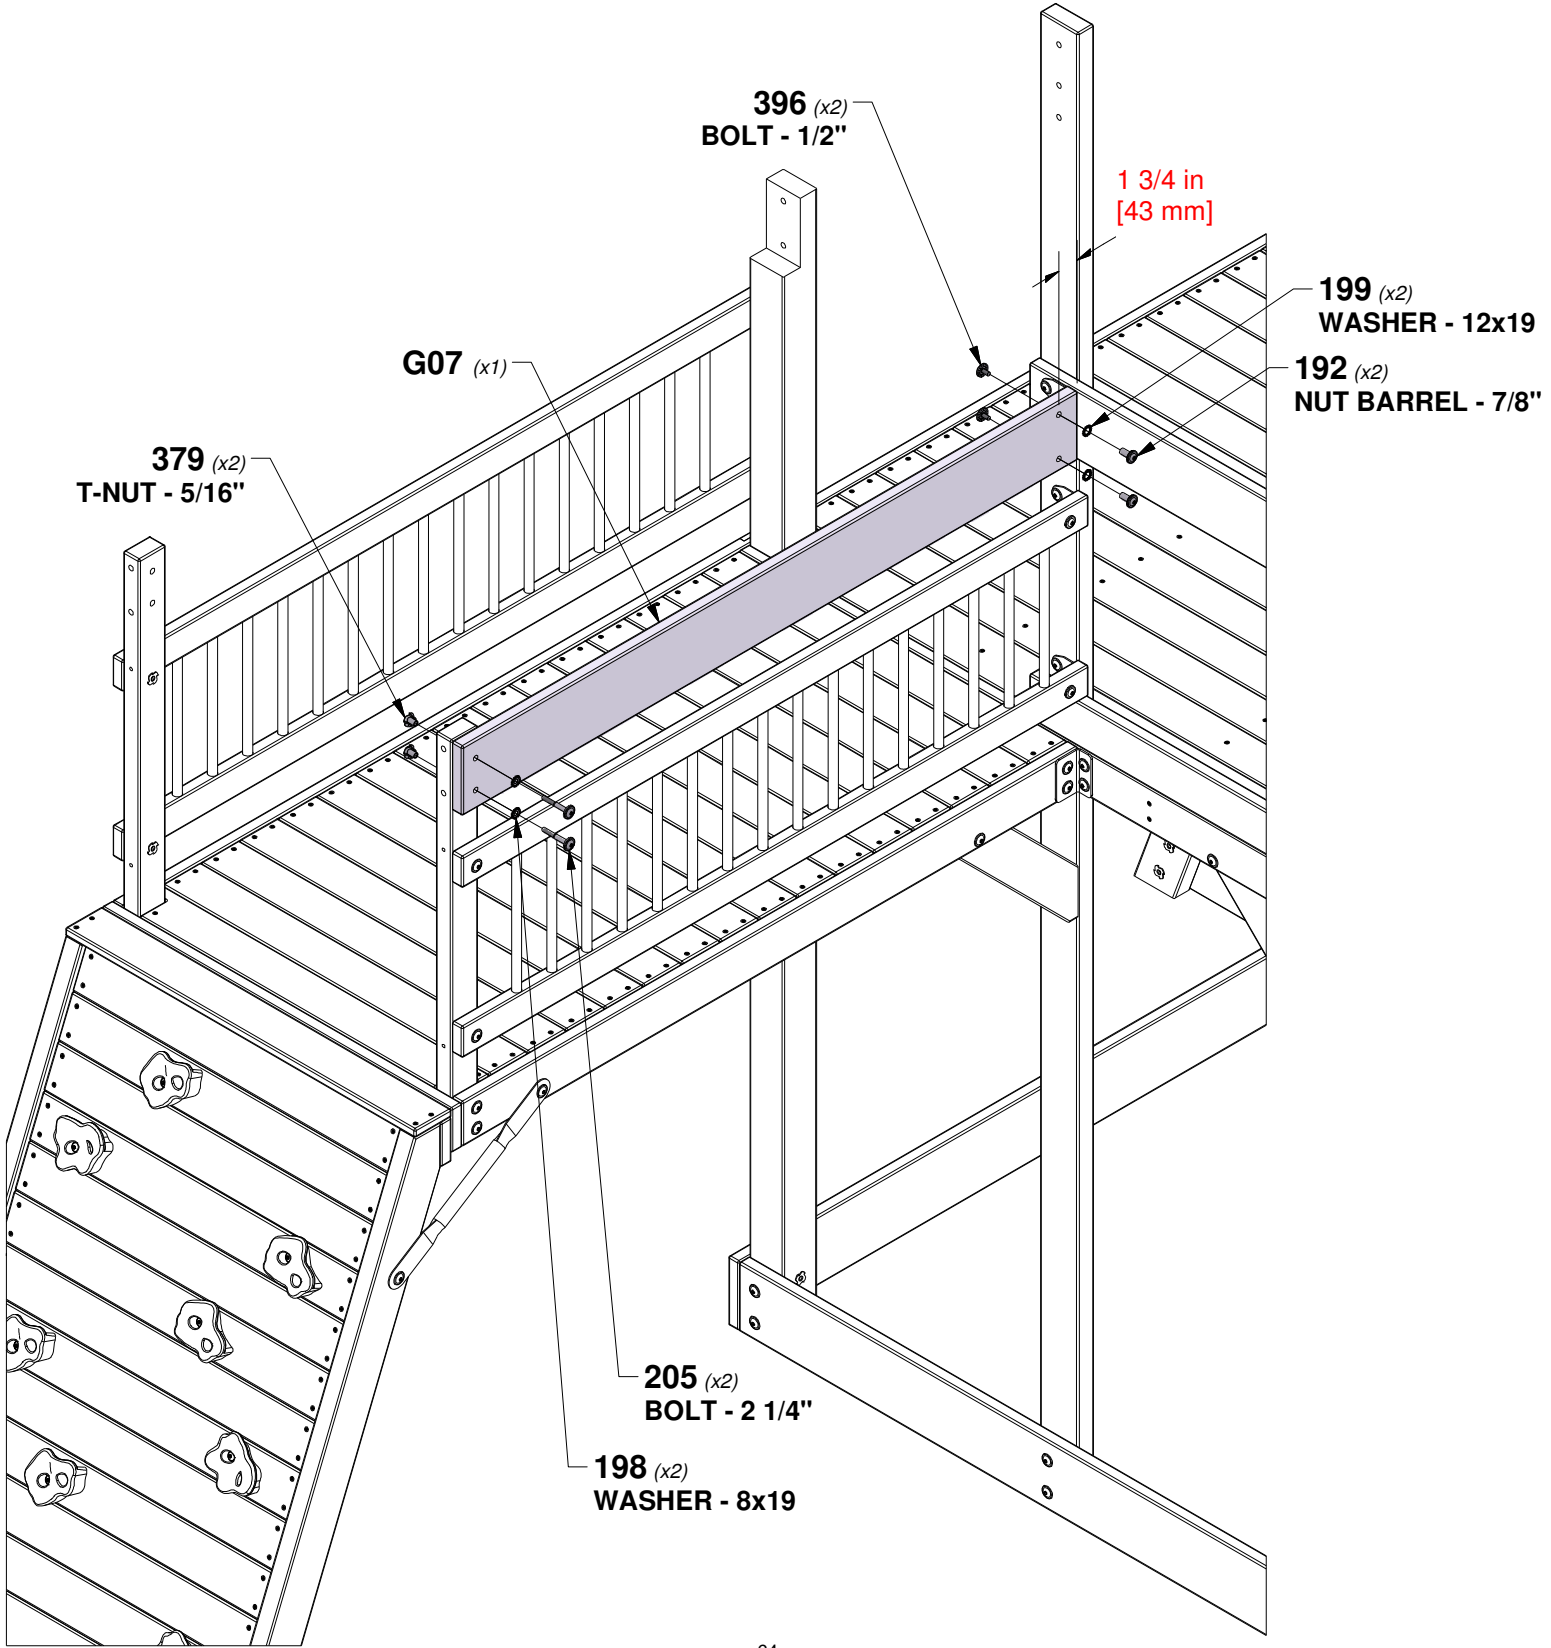 396 (x2)
BOLT - 1/2"
1 3/4 in
[43 mm]
199 (x2)
WASHER - 12x19
G07 (x1)
192 (x2)
NUT BARREL - 7/8"
379 (x2)
T-NUT - 5/16"
205 (x2)
BOLT - 2 1/4"
198 (x2)
WASHER - 8x19